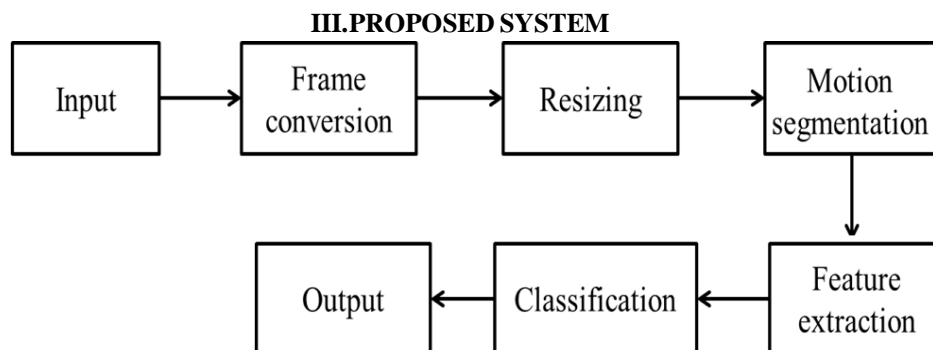 III.PROPOSED SYSTEM
Input
Frame
conversion
Resizing
Motion
segmentation
Feature
extraction
Classification
Output